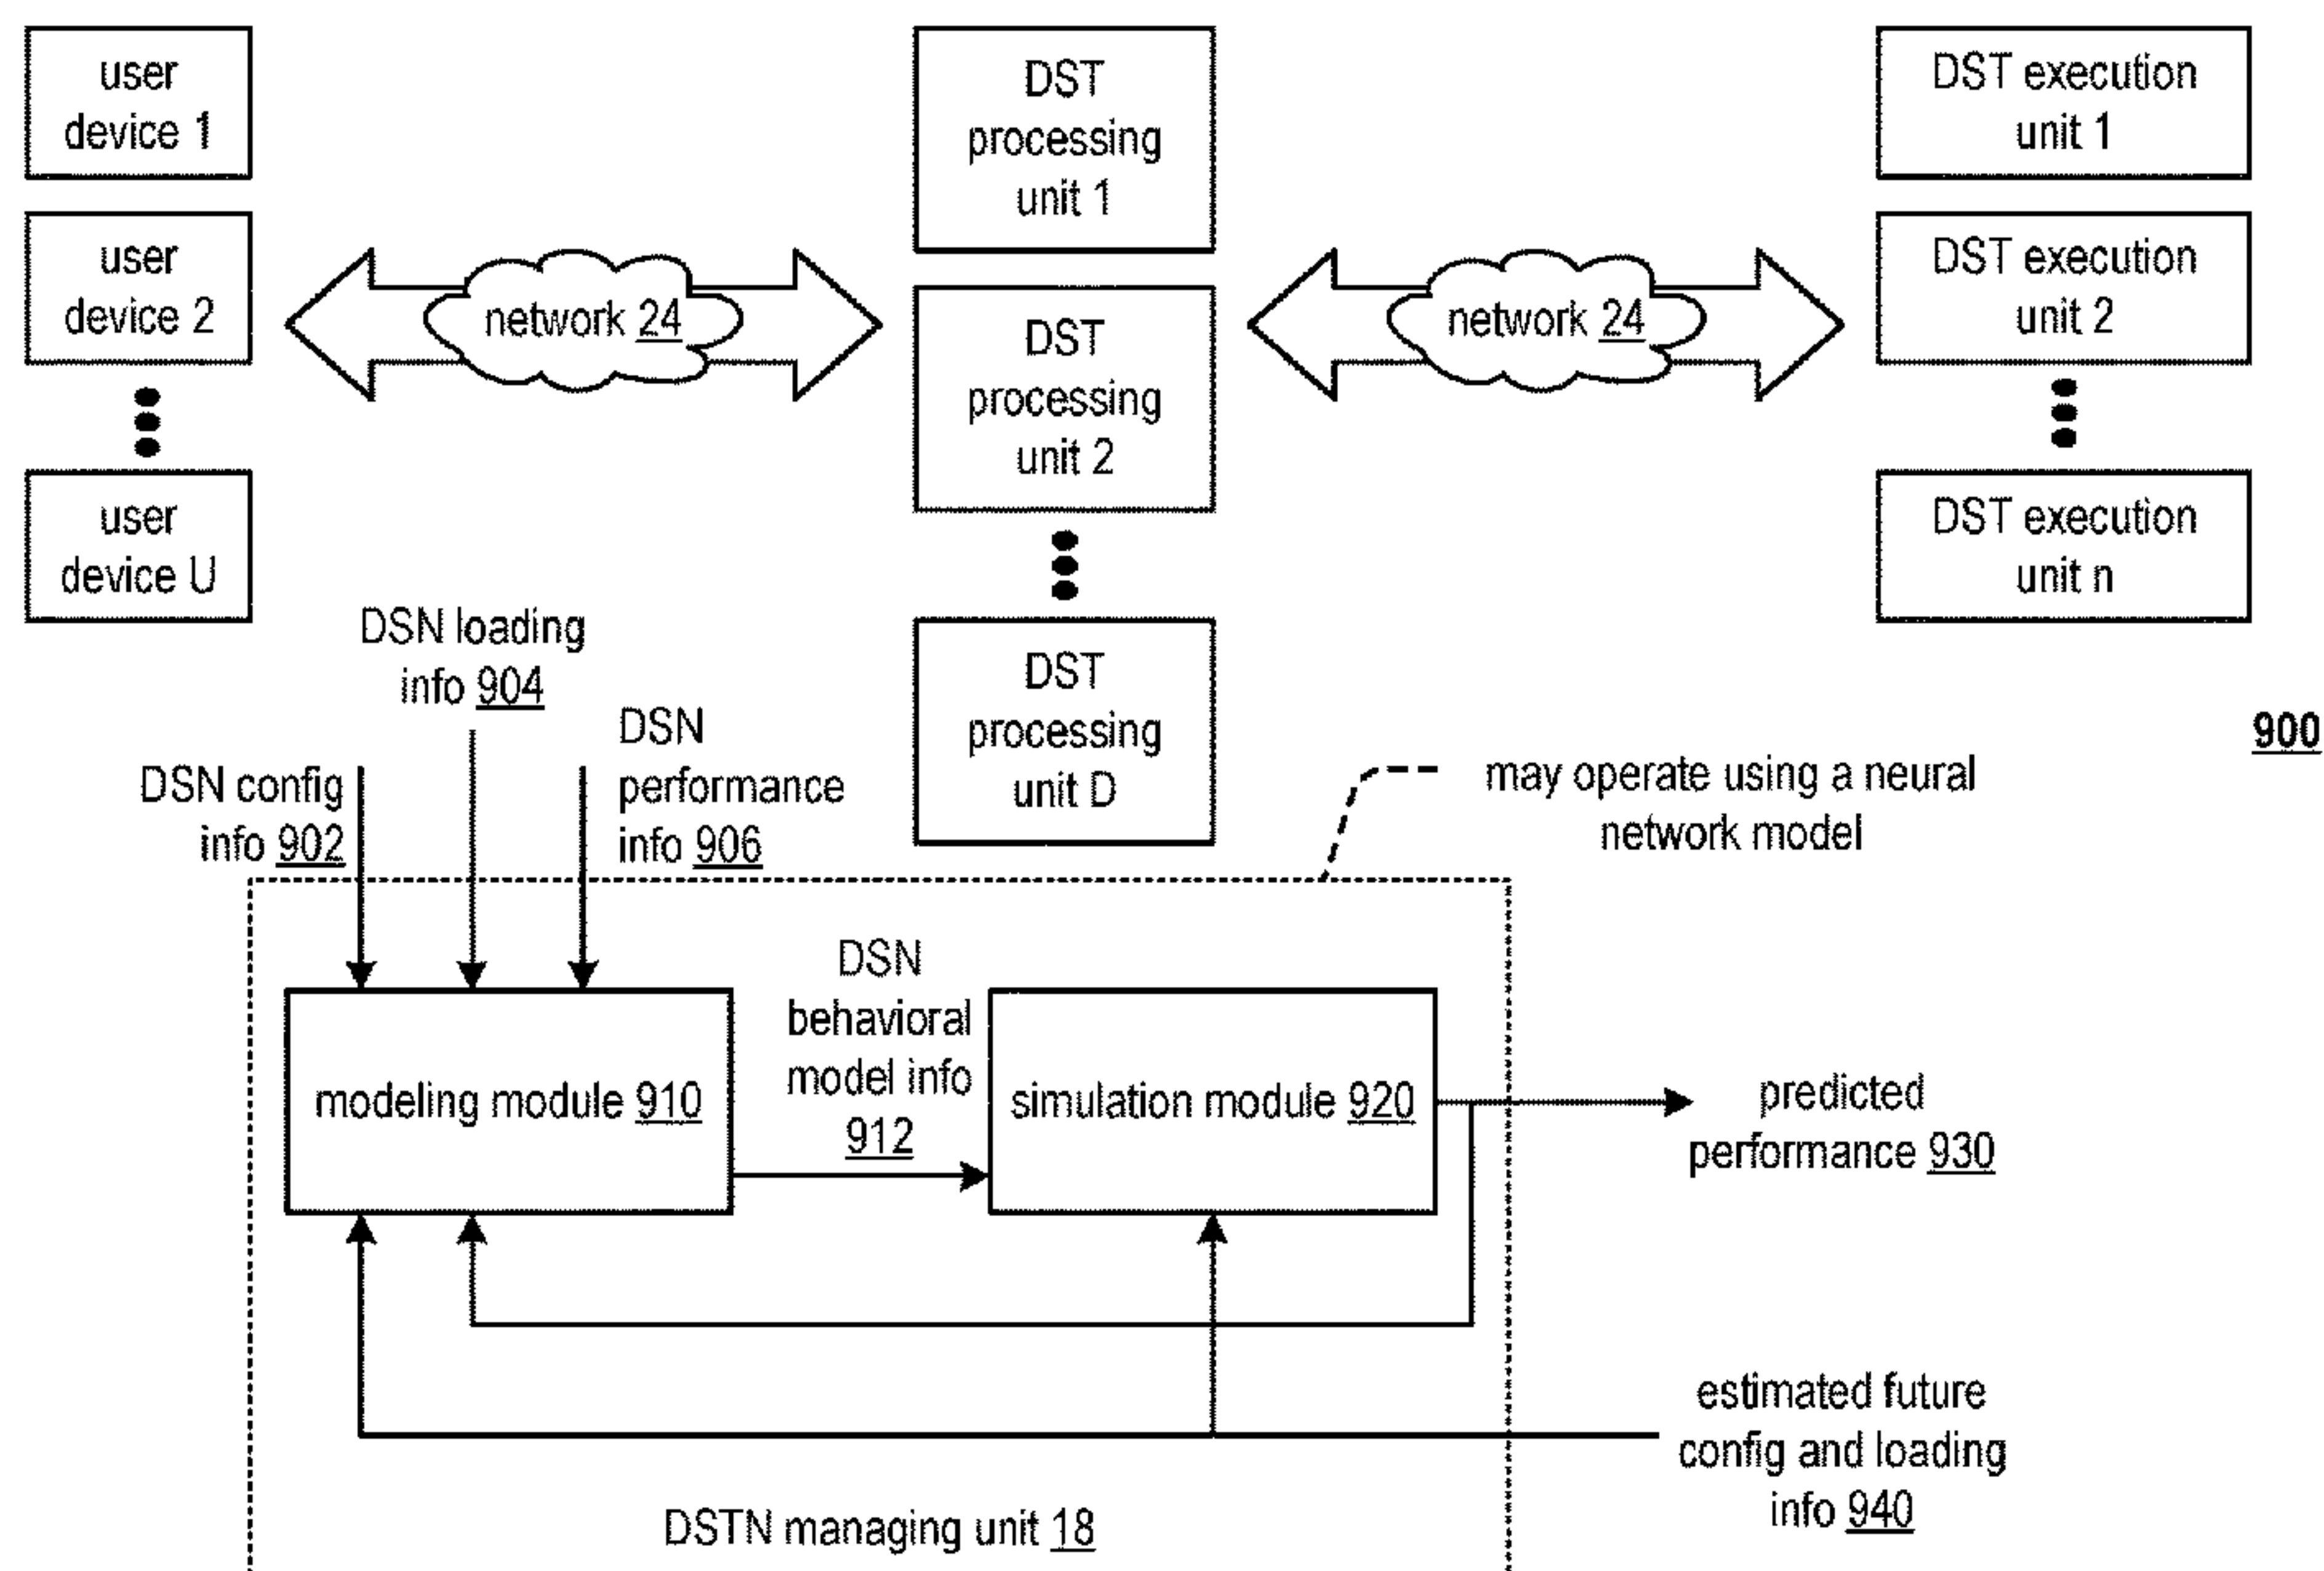 user
device 1
user
device 2
user
device U
network 24
DST
processing
unit 1
DST
processing
unit 2
DST
processing
unit D
network 24
DST execution
unit 1
DST execution
unit 2
DST execution
unit n
900
DSN loading
info 904
DSN config
info 902
DSN
performance
info 906
may operate using a neural
network model
modeling module 910
DSN
behavioral
model info
912
simulation module 920
predicted
performance 930
estimated future
config and loading
info 940
DSTN managing unit 18